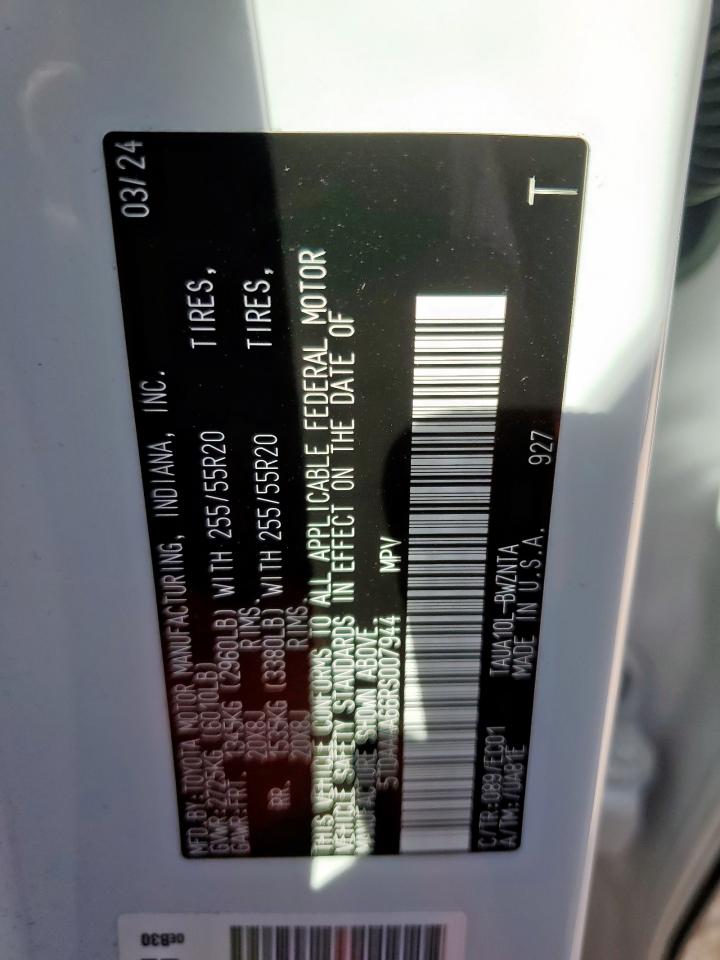 MFD. BY: TOYOTA MOTOR MANUFACTURING, INDIANA, INC. 03/24
GVWR: 2725KG (6010LB)
GAWR: FRT. 1345KG (2960LB) WITH 255/55R20 TIRES,
20X8J RIMS.
RR. 1535KG (3380LB) WITH 255/55R20 TIRES,
20X8J RIMS.
THIS VEHICLE CONFORMS TO ALL APPLICABLE FEDERAL MOTOR
VEHICLE SAFETY STANDARDS IN EFFECT ON THE DATE OF
MANUFACTURE SHOWN ABOVE.
MPV
C/TR: 089/EC01 TAUA10L-BWZNTA 927
A/TM: /UA81E MADE IN U.S.A.
T
0EB30